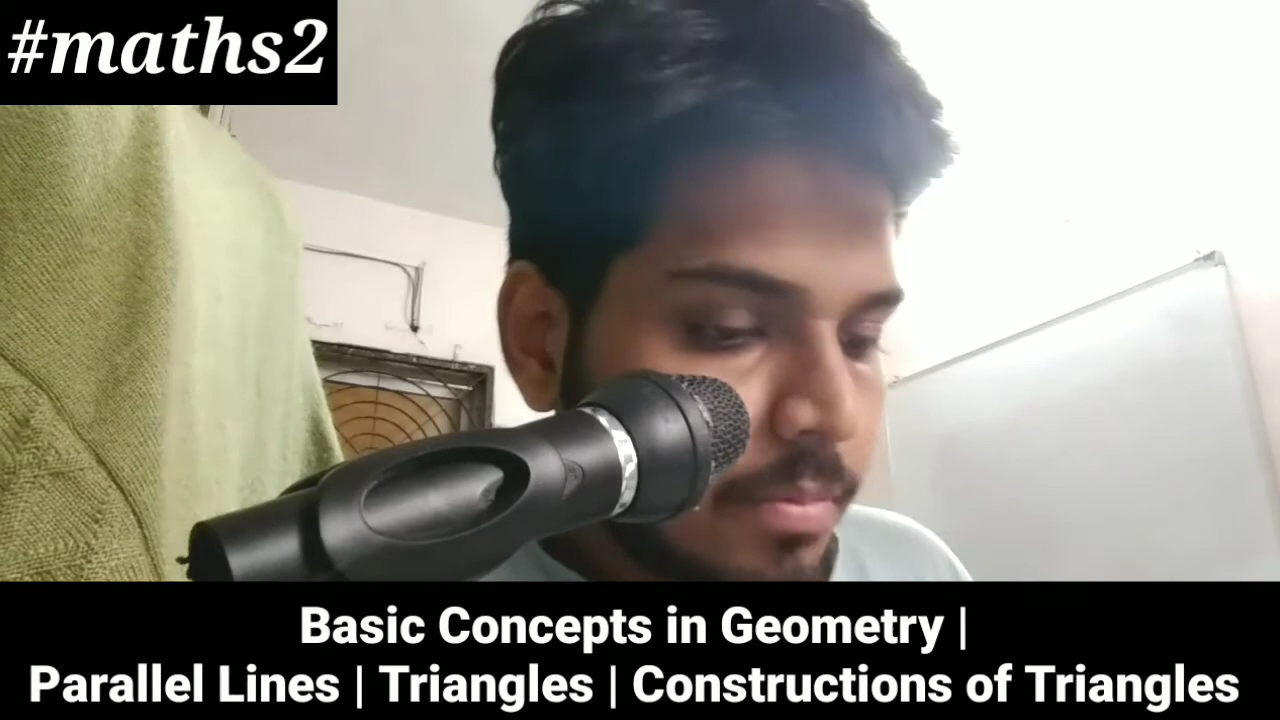 #maths2
Basic Concepts in Geometry |
Parallel Lines | Triangles | Constructions of Triangles